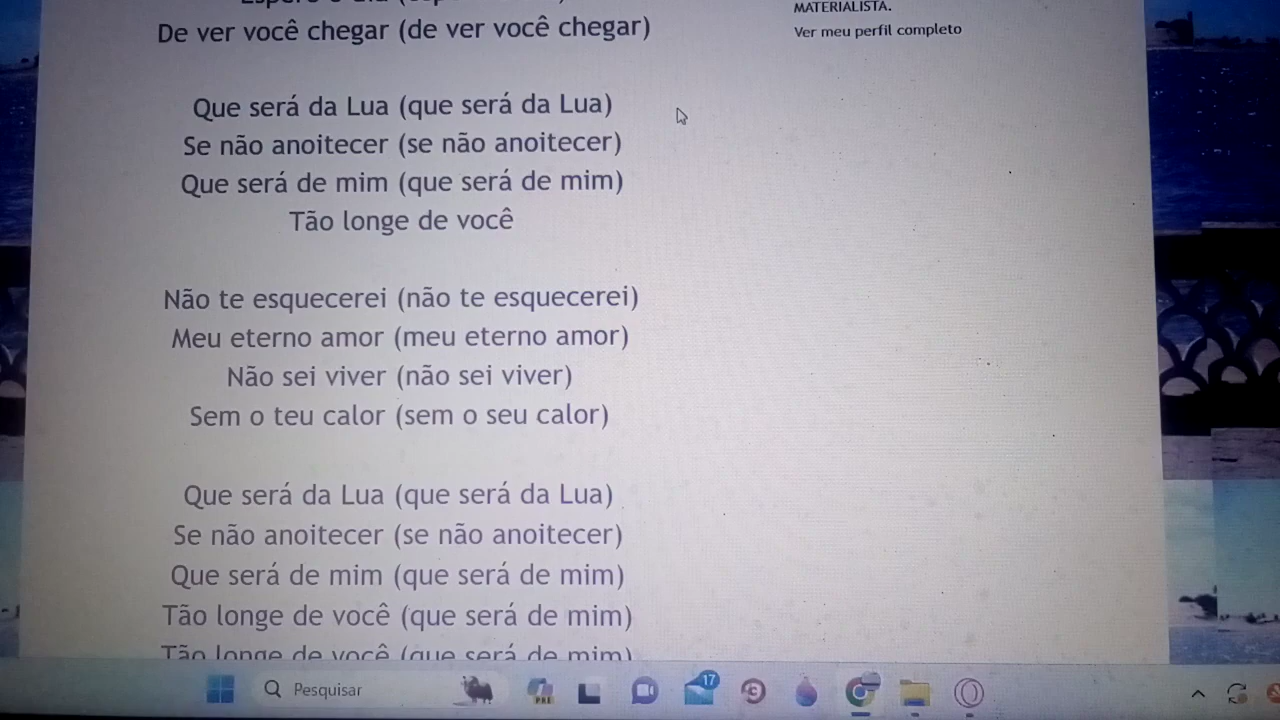 De ver você chegar (de ver você chegar)
Que será da Lua (que será da Lua)
Se não anoitecer (se não anoitecer)
Que será de mim (que será de mim)
Tão longe de você
Não te esquecerei (não te esquecerei)
Meu eterno amor (meu eterno amor)
Não sei viver (não sei viver)
Sem o teu calor (sem o seu calor)
Que será da Lua (que será da Lua)
Se não anoitecer (se não anoitecer)
Que será de mim (que será de mim)
Tão longe de você (que será de mim)
Tão longe de você (que será de mim)
MATERIALISTA.
Ver meu perfil completo
Pesquisar
PRE
17